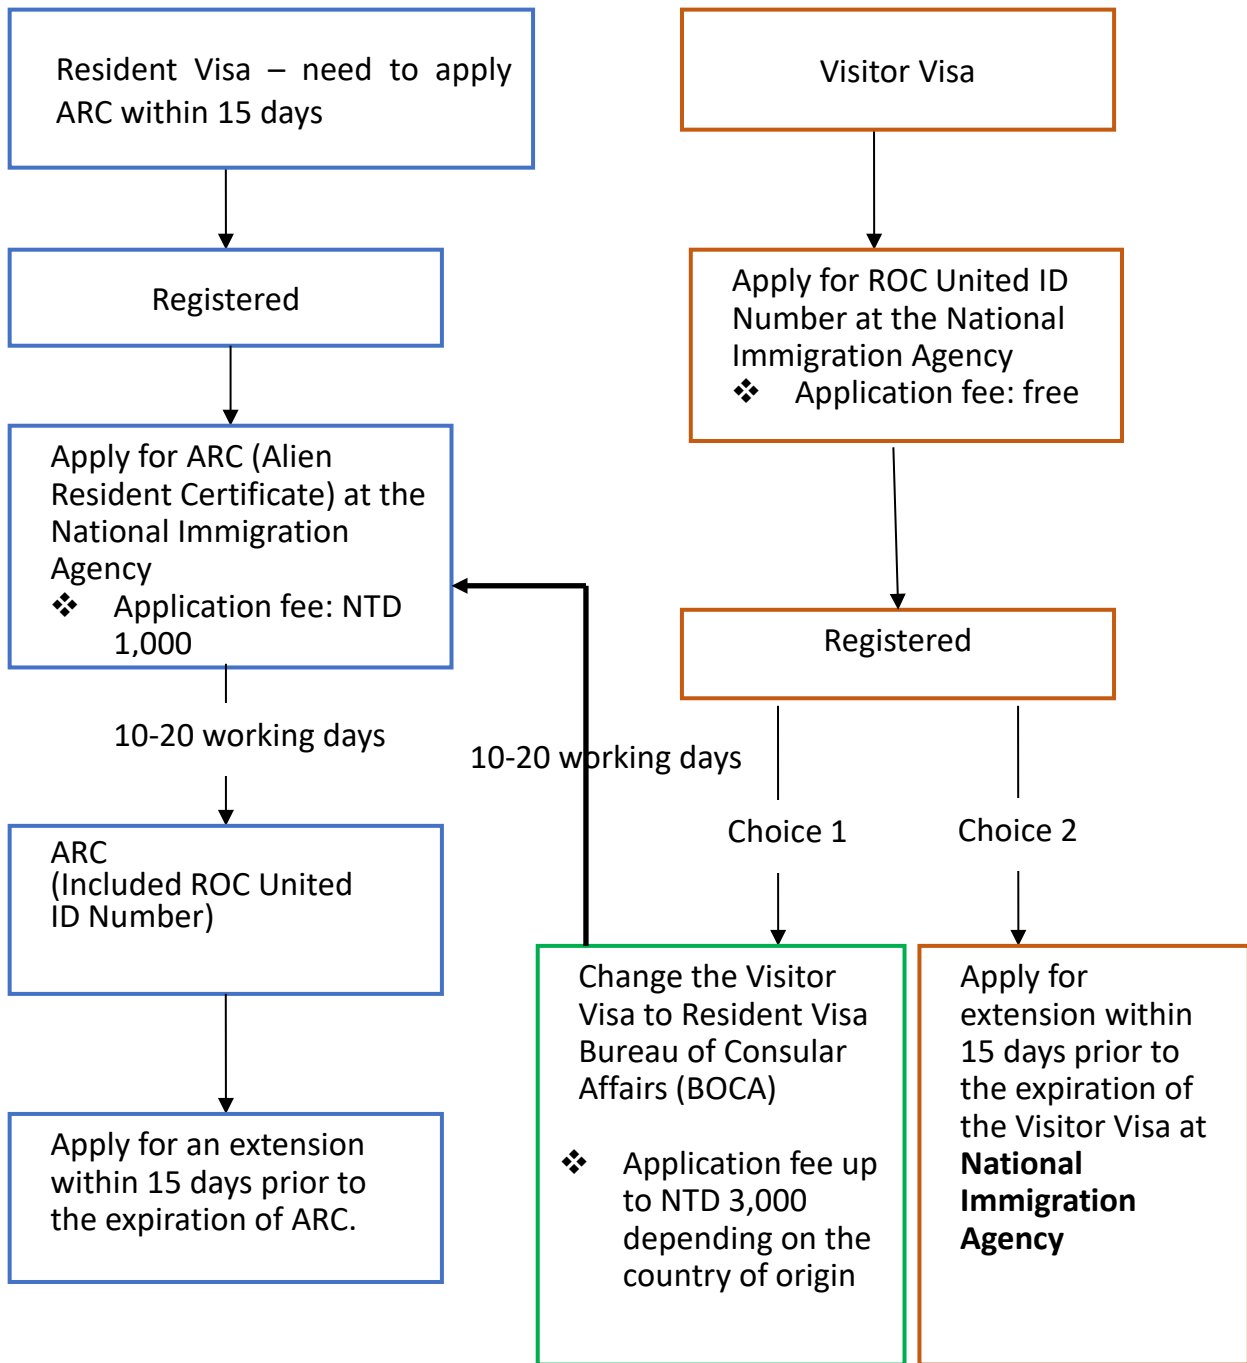 Resident Visa – need to apply
ARC within 15 days
Visitor Visa
Registered
Apply for ROC United ID
Number at the National
Immigration Agency
❖ Application fee: free
Apply for ARC (Alien
Resident Certificate) at the
National Immigration
Agency
❖ Application fee: NTD
1,000
Registered
10-20 working days
10-20 working days
Choice 1
Choice 2
ARC
(Included ROC United
ID Number)
Change the Visitor
Visa to Resident Visa
Bureau of Consular
Affairs (BOCA)
❖ Application fee up
to NTD 3,000
depending on the
country of origin
Apply for
extension within
15 days prior to
the expiration of
the Visitor Visa at
National
Immigration
Agency
Apply for an extension
within 15 days prior to
the expiration of ARC.